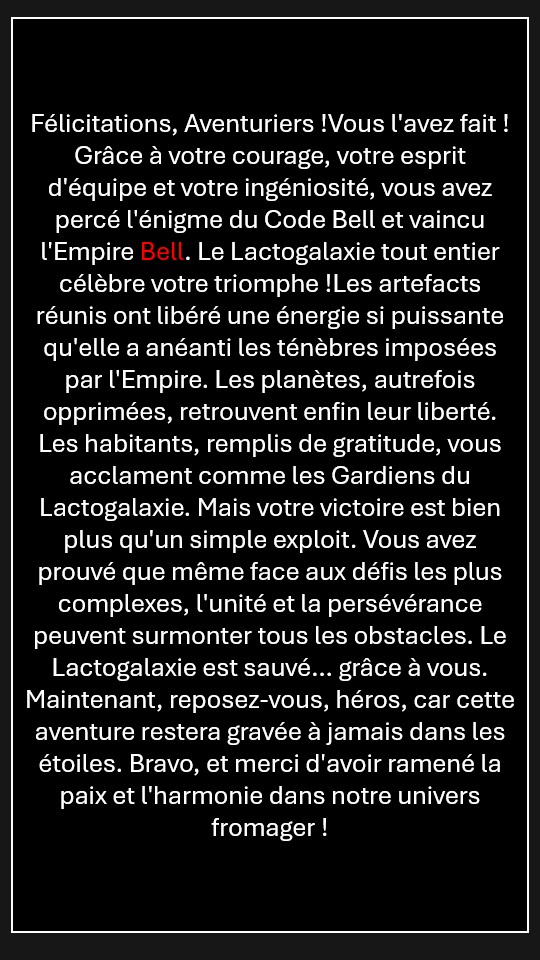 Félicitations, Aventuriers !Vous l'avez fait !
Grâce à votre courage, votre esprit
d'équipe et votre ingéniosité, vous avez
percé l'énigme du Code Bell et vaincu
l'Empire Bell. Le Lactogalaxie tout entier
célèbre votre triomphe !Les artefacts
réunis ont libéré une énergie si puissante
qu'elle a anéanti les ténèbres imposées
par l'Empire. Les planètes, autrefois
opprimées, retrouvent enfin leur liberté.
Les habitants, remplis de gratitude, vous
acclament comme les Gardiens du
Lactogalaxie. Mais votre victoire est bien
plus qu'un simple exploit. Vous avez
prouvé que même face aux défis les plus
complexes, l'unité et la persévérance
peuvent surmonter tous les obstacles. Le
Lactogalaxie est sauvé... grâce à vous.
Maintenant, reposez-vous, héros, car cette
aventure restera gravée à jamais dans les
étoiles. Bravo, et merci d'avoir ramené la
paix et l'harmonie dans notre univers
fromager !